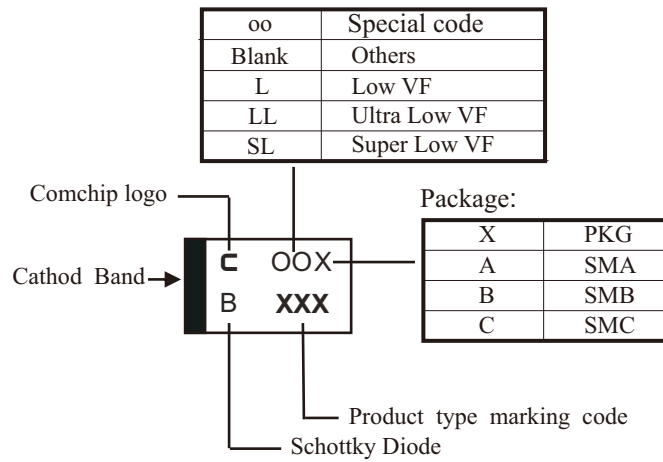 oo Special code
Blank Others
L Low VF
LL Ultra Low VF
SL Super Low VF
Comchip logo
Package:
X PKG
A SMA
B SMB
C SMC
Cathod Band
C OOX
B XXX
Product type marking code
Schottky Diode